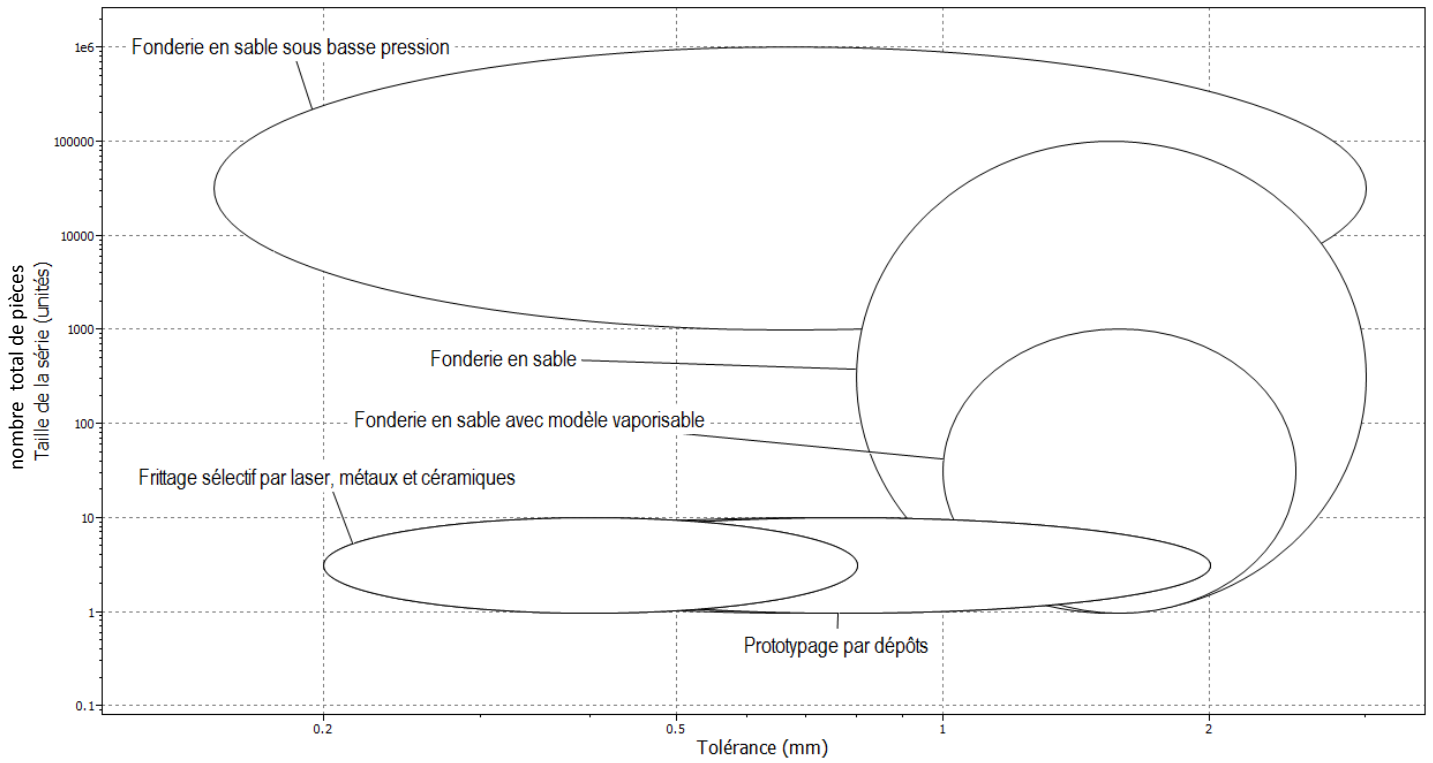 Fonderie en sable sous basse pression
Fonderie en sable
Fonderie en sable avec modèle vaporisable
Frittage sélectif par laser, métaux et céramiques
Prototypage par dépôts
nombre total de pièces
Taille de la série (unités)
1e6
100000
10000
1000
100
10
1
0.1
0.2
0.5
1
2
Tolérance (mm)